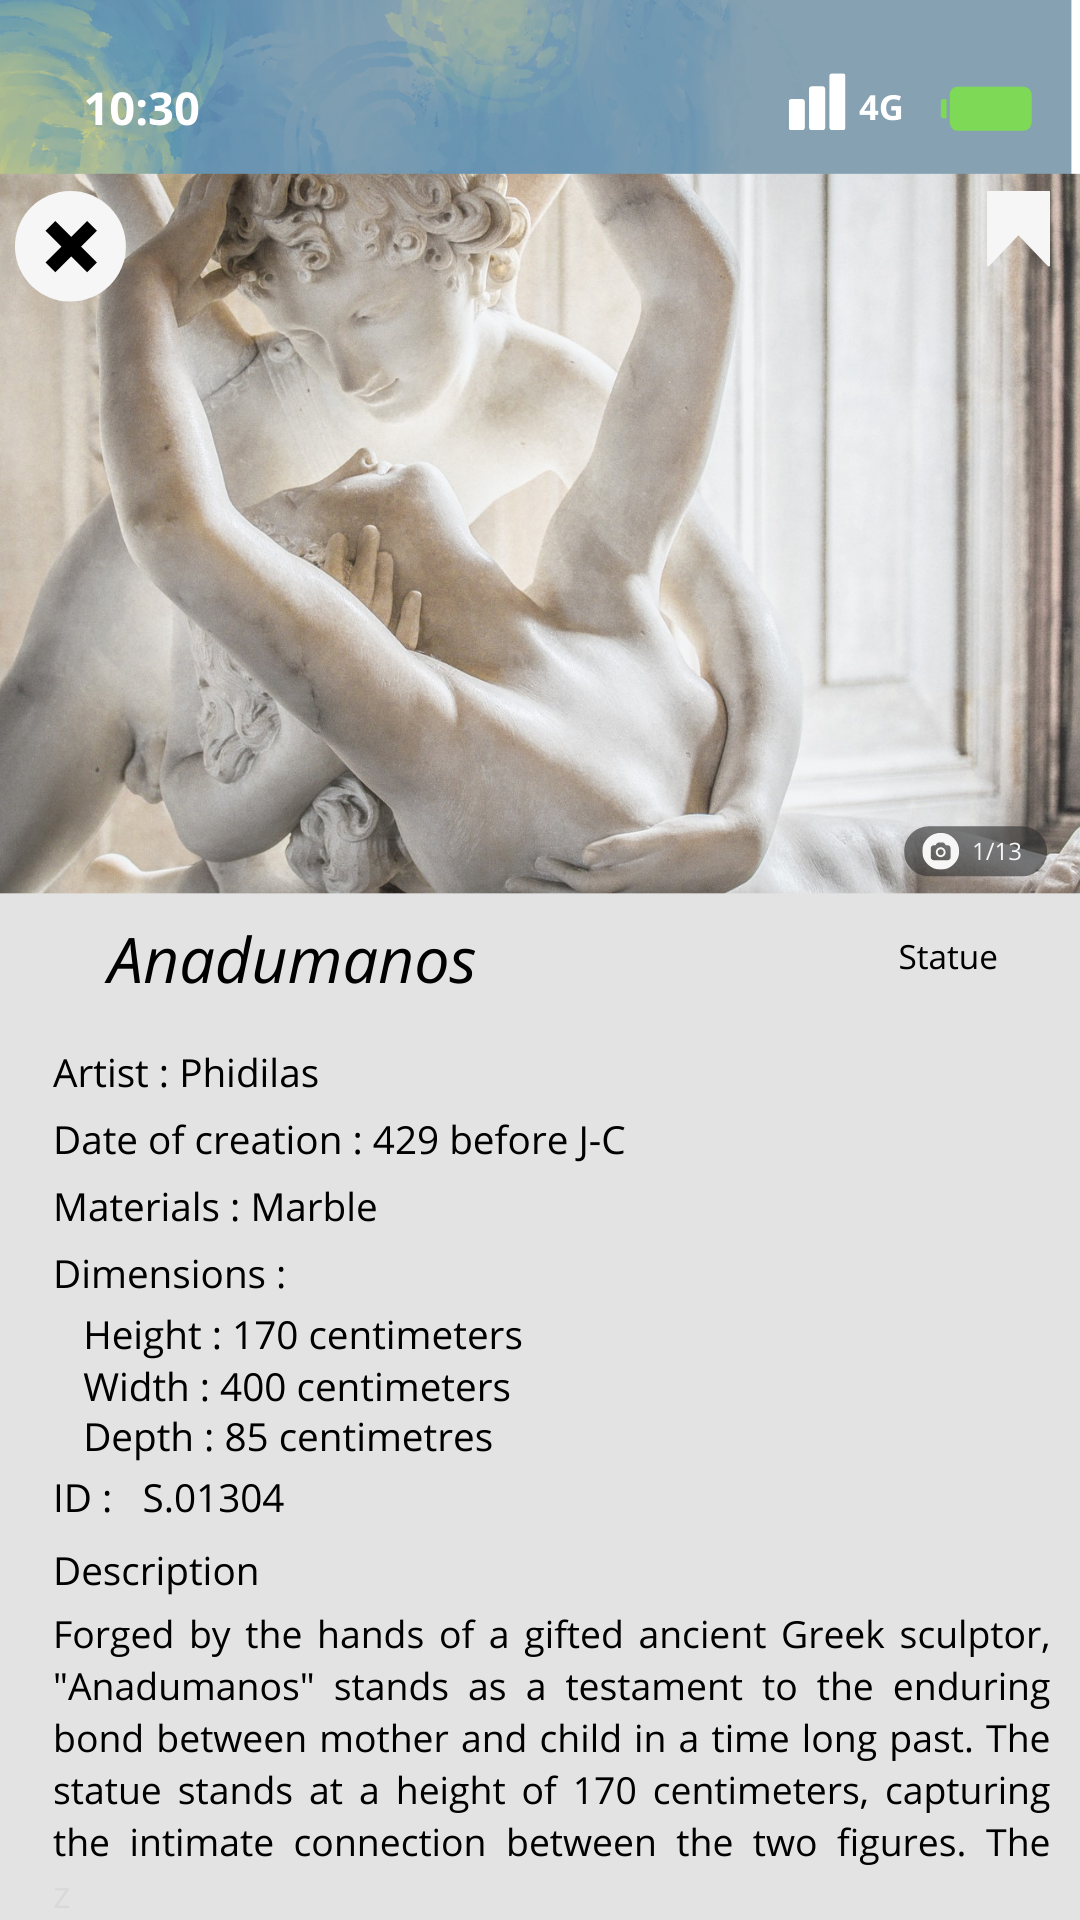 10:30
4G
1/13
Anadumanos
Statue
Artist : Phidilas
Date of creation : 429 before J-C
Materials : Marble
Dimensions :
Height : 170 centimeters
Width : 400 centimeters
Depth : 85 centimetres
ID : S.01304
Description
Forged by the hands of a gifted ancient Greek sculptor,
"Anadumanos" stands as a testament to the enduring
bond between mother and child in a time long past. The
statue stands at a height of 170 centimeters, capturing
the intimate connection between the two figures. The
z